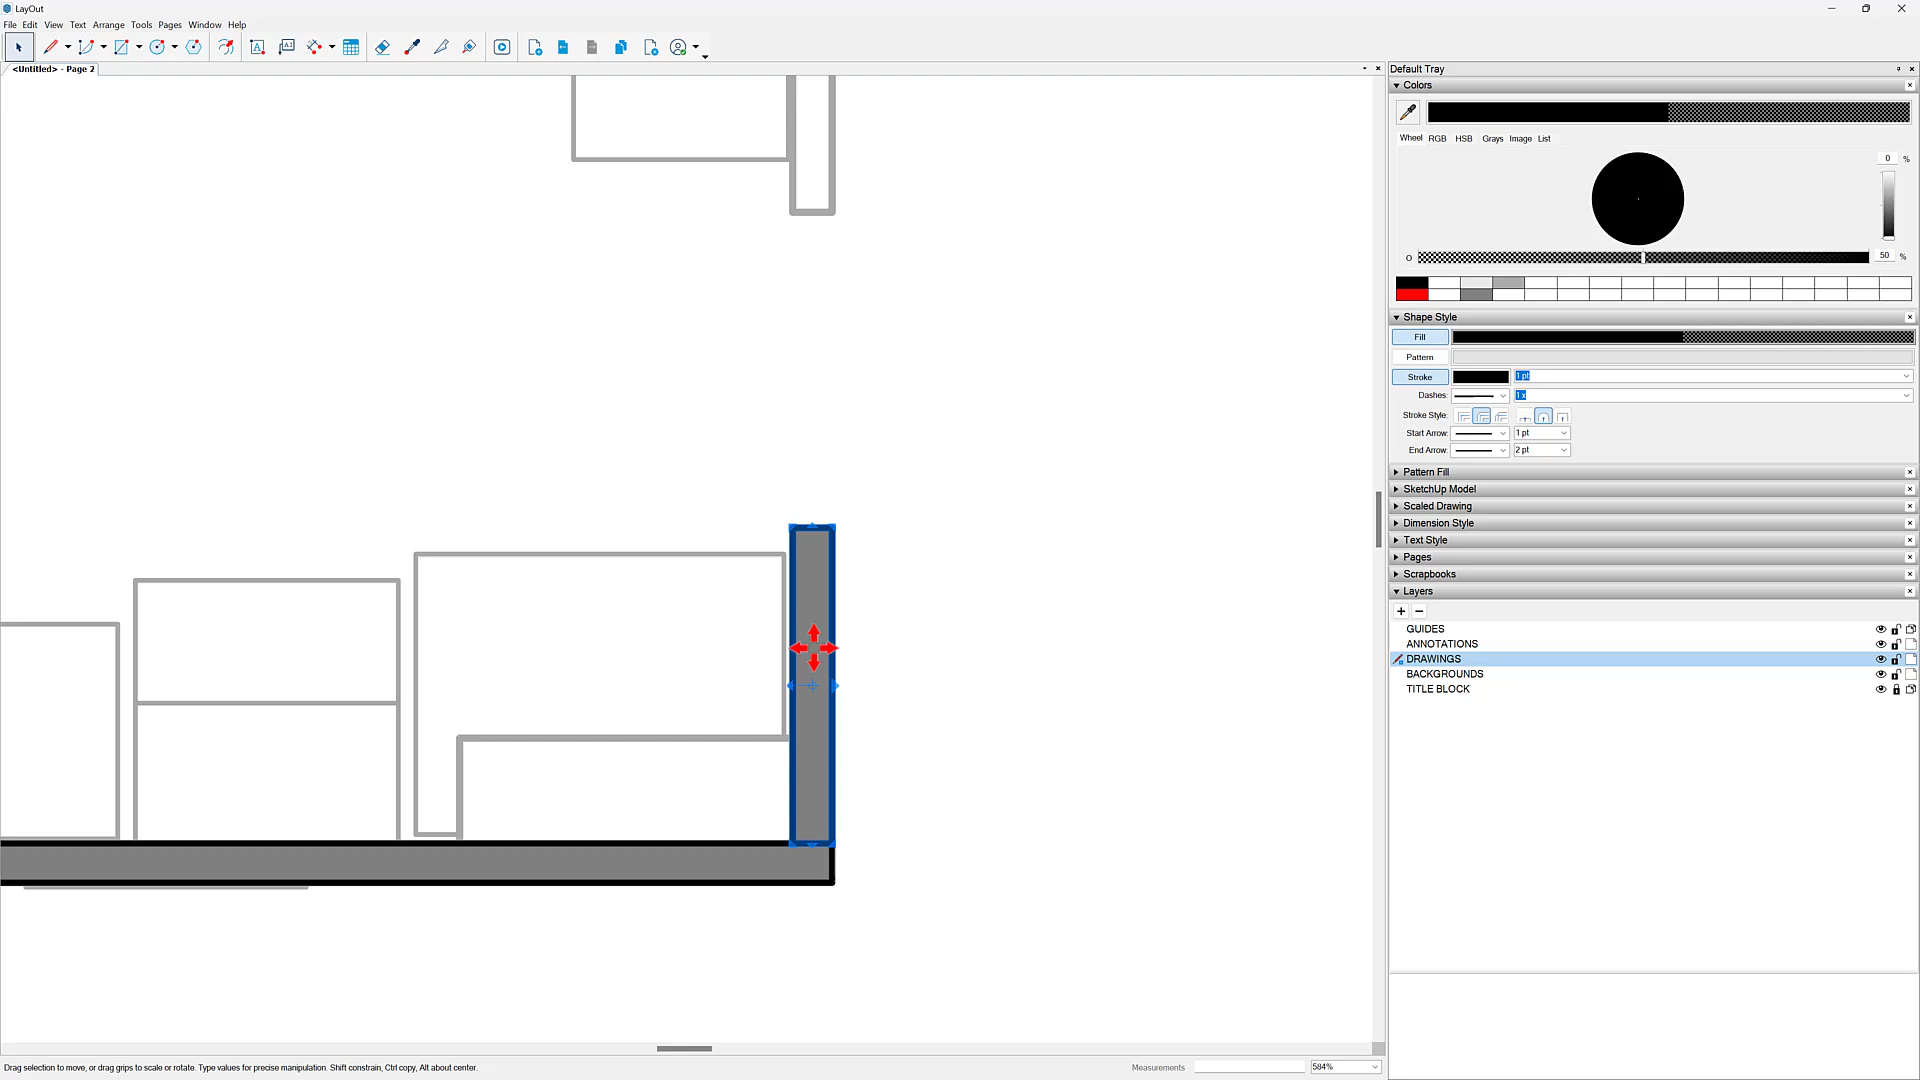 LayOut
File Edit View Text Arrange Tools Pages Window Help
<Untitled> - Page 2
Default Tray
Colors
Wheel RGB HSB Grays Image List
0 %
O 50 %
Shape Style
Fill
Pattern
Stroke 1 pt
Dashes: 1 x
Stroke Style:
Start Arrow: 1 pt
End Arrow: 2 pt
Pattern Fill
SketchUp Model
Scaled Drawing
Dimension Style
Text Style
Pages
Scrapbooks
Layers
GUIDES
ANNOTATIONS
DRAWINGS
BACKGROUNDS
TITLE BLOCK
Drag selection to move, or drag grips to scale or rotate. Type values for precise manipulation. Shift constrain, Ctrl copy, Alt about center.
Measurements 584%